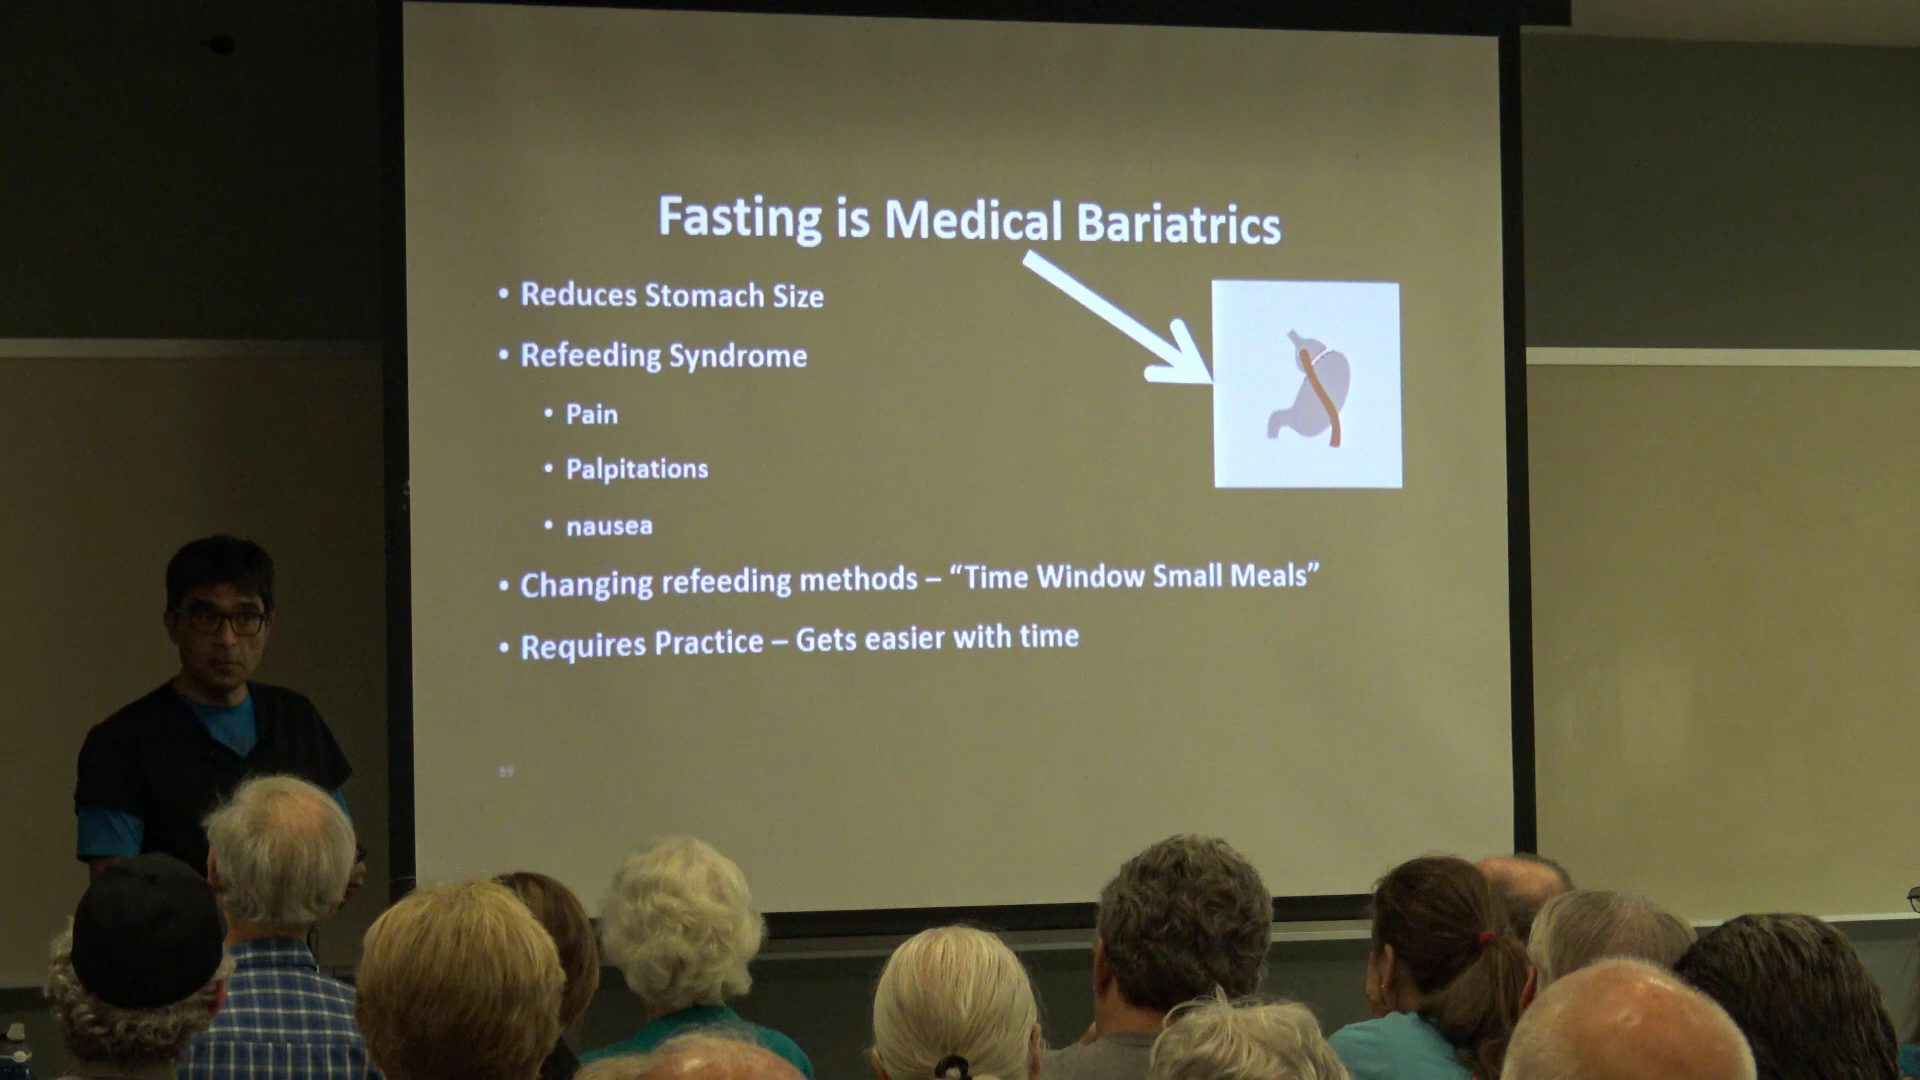 Fasting is Medical Bariatrics
• Reduces Stomach Size
• Refeeding Syndrome
• Pain
• Palpitations
• nausea
• Changing refeeding methods – “Time Window Small Meals”
• Requires Practice – Gets easier with time
69